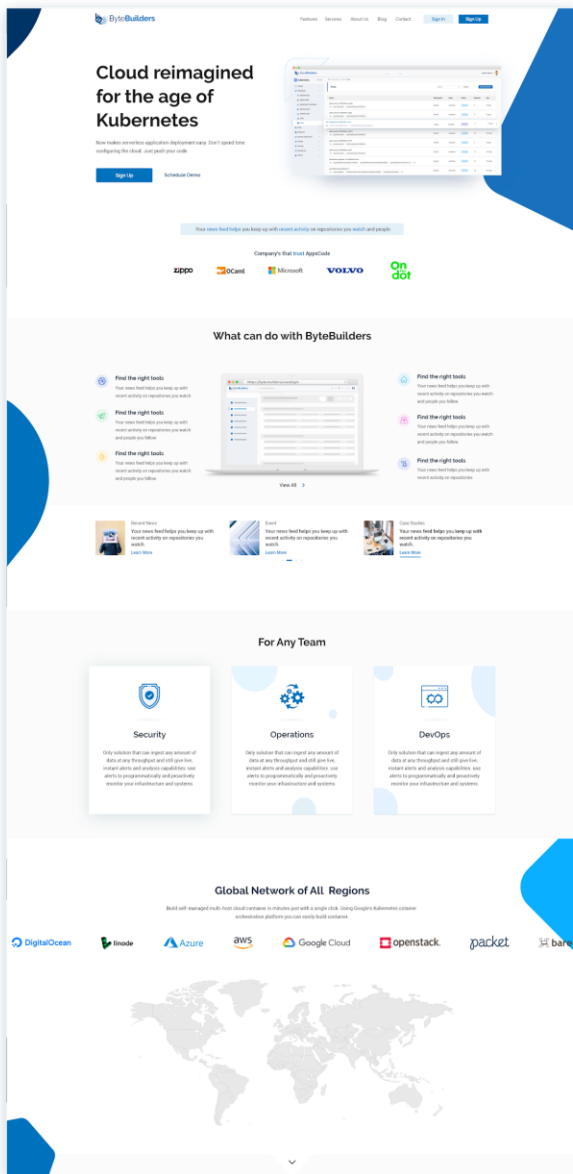 ByteBuilders
Features Services About Us Blog Contact Sign In Sign Up
Cloud reimagined
for the age of
Kubernetes
Now makes serverless application deployment easy. Don't spend time
configuring the cloud. Just push your code
Sign Up Schedule Demo
Your news feed helps you keep up with recent activity on repositories you watch and people
Company's that trust AppsCode
zippo OCaml Microsoft VOLVO On the dot
What can do with ByteBuilders
Find the right tools
Your news feed helps you keep up with
recent activity on repositories you watch
Find the right tools
Your news feed helps you keep up with
recent activity on repositories you watch
and people you follow
Find the right tools
Your news feed helps you keep up with
recent activity on repositories you watch
and people you follow
View All
Find the right tools
Your news feed helps you keep up with
recent activity on repositories you watch
and people you follow
Find the right tools
Your news feed helps you keep up with
recent activity on repositories you watch
and people you follow
Find the right tools
Your news feed helps you keep up with
recent activity on repositories
Recent News
Your news feed helps you keep up with
recent activity on repositories you
watch.
Learn More
Event
Your news feed helps you keep up with
recent activity on repositories you
watch.
Learn More
Case Studies
Your news feed helps you keep up with
recent activity on repositories you
watch.
Learn More
For Any Team
Security
Only solution that can ingest any amount of
data at any throughput and still give live,
instant alerts and analysis capabilities. use
alerts to programmatically and proactively
monitor your infrastructure and systems
Operations
Only solution that can ingest any amount of
data at any throughput and still give live,
instant alerts and analysis capabilities. use
alerts to programmatically and proactively
monitor your infrastructure and systems
DevOps
Only solution that can ingest any amount of
data at any throughput and still give live,
instant alerts and analysis capabilities. use
alerts to programmatically and proactively
monitor your infrastructure and systems
Global Network of All Regions
Build self-managed multi-host cloud container in minutes just with a single click. Using Google's Kubernetes container
orchestration platform you can easily build container.
DigitalOcean linode Azure aws Google Cloud openstack. packet bare